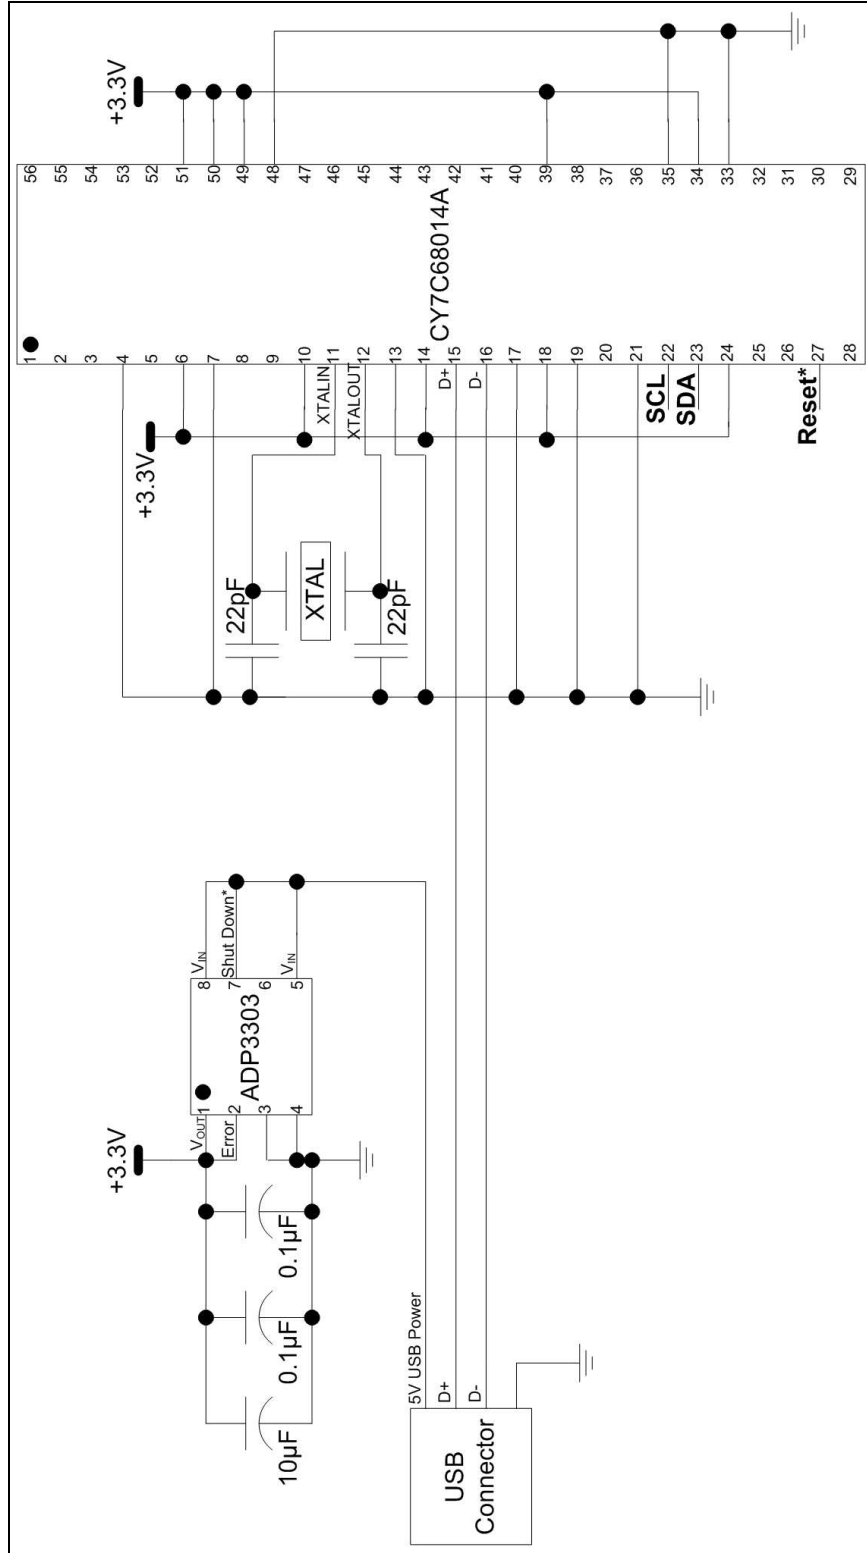 +3.3V
56
55
54
53
52
51
50
49
48
47
46
45
44
43
42
41
40
39
38
37
36
35
34
33
32
31
30
29
CY7C68014A
1
2
3
4
5
6
7
8
9
10
11
12
13
14
15
16
17
18
19
20
21
22
23
24
25
26
27
28
XTALIN
XTALOUT
D+
D-
SCL
SDA
Reset*
+3.3V
22pF
XTAL
22pF
VIN
Shut Down*
VIN
8
7
6
5
ADP3303
1
2
3
4
VOUT
Error
+3.3V
0.1µF
0.1µF
10µF
5V USB Power
D+
D-
USB
Connector